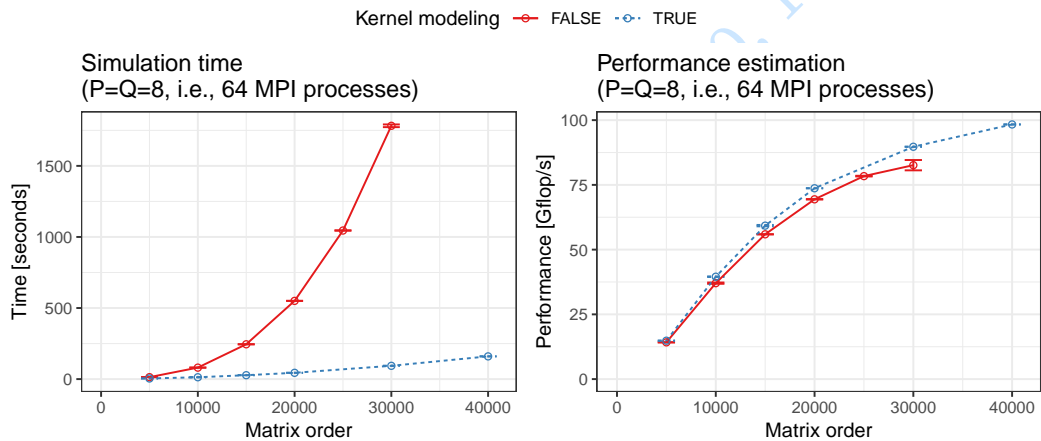 Kernel modeling FALSE TRUE
Simulation time
(P=Q=8, i.e., 64 MPI processes)
Time [seconds]
1500
1000
500
0
0 10000 20000 30000 40000
Matrix order
Performance estimation
(P=Q=8, i.e., 64 MPI processes)
Performance [Gflop/s]
100
75
50
25
0
0 10000 20000 30000 40000
Matrix order